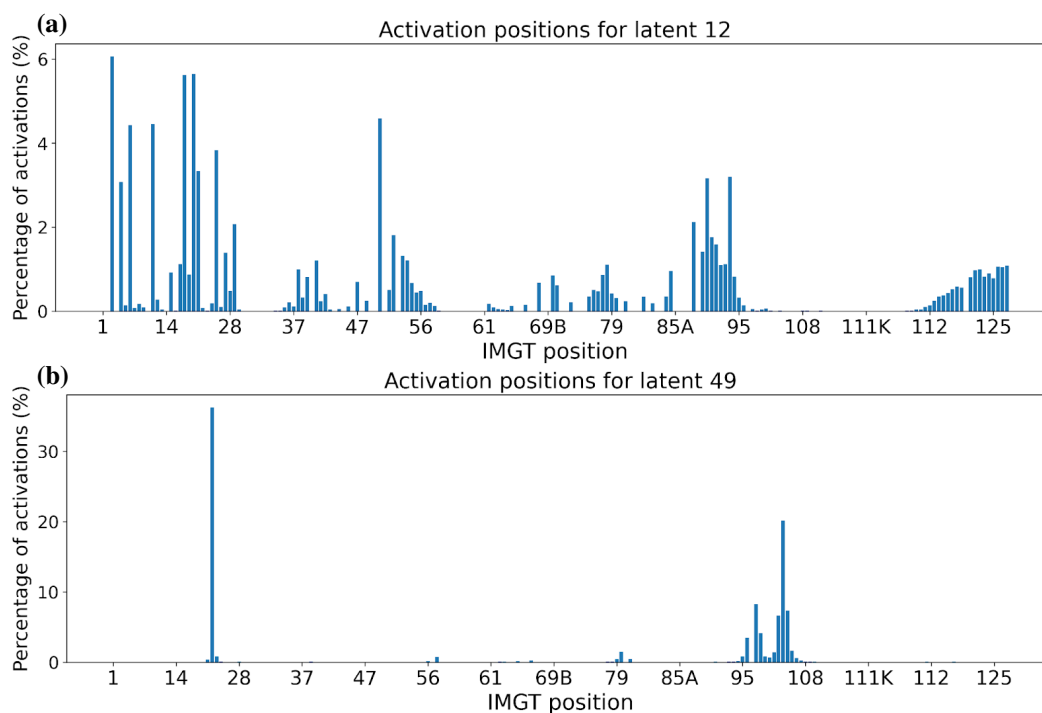 (a)
Activation positions for latent 12
Percentage of activations (%)
6
4
2
0
1 14 28 37 47 56 61 69B 79 85A 95 108 111K 112 125
IMGT position
(b)
Activation positions for latent 49
Percentage of activations (%)
30
20
10
0
1 14 28 37 47 56 61 69B 79 85A 95 108 111K 112 125
IMGT position